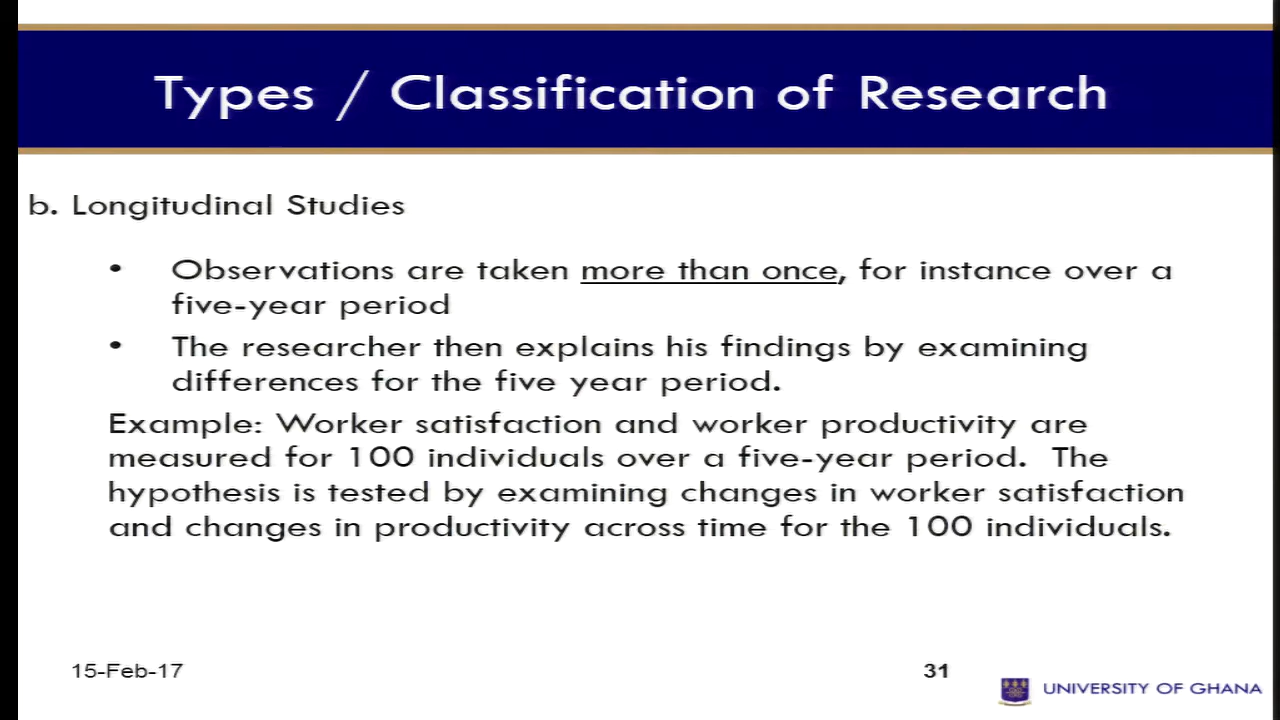 Types / Classification of Research
b. Longitudinal Studies
• Observations are taken more than once, for instance over a
five-year period
• The researcher then explains his findings by examining
differences for the five year period.
Example: Worker satisfaction and worker productivity are
measured for 100 individuals over a five-year period. The
hypothesis is tested by examining changes in worker satisfaction
and changes in productivity across time for the 100 individuals.
15-Feb-17
31
UNIVERSITY OF GHANA